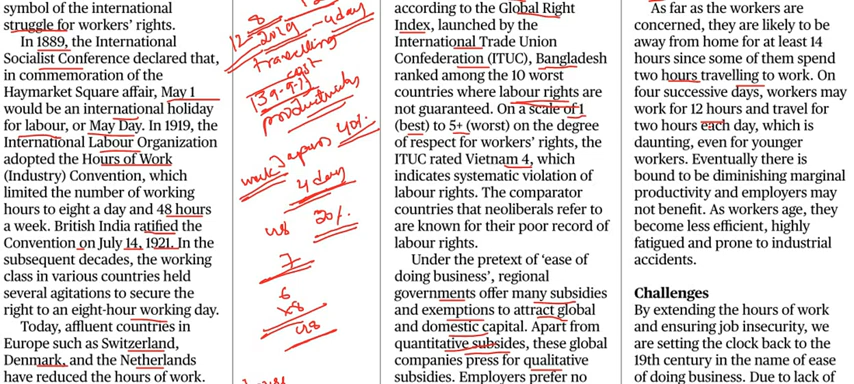 symbol of the international
struggle for workers' rights.
In 1889, the International
Socialist Conference declared that,
in commemoration of the
Haymarket Square affair, May 1
would be an international holiday
for labour, or May Day. In 1919, the
International Labour Organization
adopted the Hours of Work
(Industry) Convention, which
limited the number of working
hours to eight a day and 48 hours
a week. British India ratified the
Convention on July 14, 1921. In the
subsequent decades, the working
class in various countries held
several agitations to secure the
right to an eight-hour working day.
Today, affluent countries in
Europe such as Switzerland,
Denmark, and the Netherlands
have reduced the hours of work.
12-8
2019 -4day
travelling
cost
productively
work Japan 40%
4 day
48 30%
7
6
x8
48
according to the Global Right
Index, launched by the
International Trade Union
Confederation (ITUC), Bangladesh
ranked among the 10 worst
countries where labour rights are
not guaranteed. On a scale of 1
(best) to 5+ (worst) on the degree
of respect for workers' rights, the
ITUC rated Vietnam 4, which
indicates systematic violation of
labour rights. The comparator
countries that neoliberals refer to
are known for their poor record of
labour rights.
Under the pretext of 'ease of
doing business', regional
governments offer many subsidies
and exemptions to attract global
and domestic capital. Apart from
quantitative subsides, these global
companies press for qualitative
subsidies. Employers prefer no
As far as the workers are
concerned, they are likely to be
away from home for at least 14
hours since some of them spend
two hours travelling to work. On
four successive days, workers may
work for 12 hours and travel for
two hours each day, which is
daunting, even for younger
workers. Eventually there is
bound to be diminishing marginal
productivity and employers may
not benefit. As workers age, they
become less efficient, highly
fatigued and prone to industrial
accidents.
Challenges
By extending the hours of work
and ensuring job insecurity, we
are setting the clock back to the
19th century in the name of ease
of doing business. Due to lack of